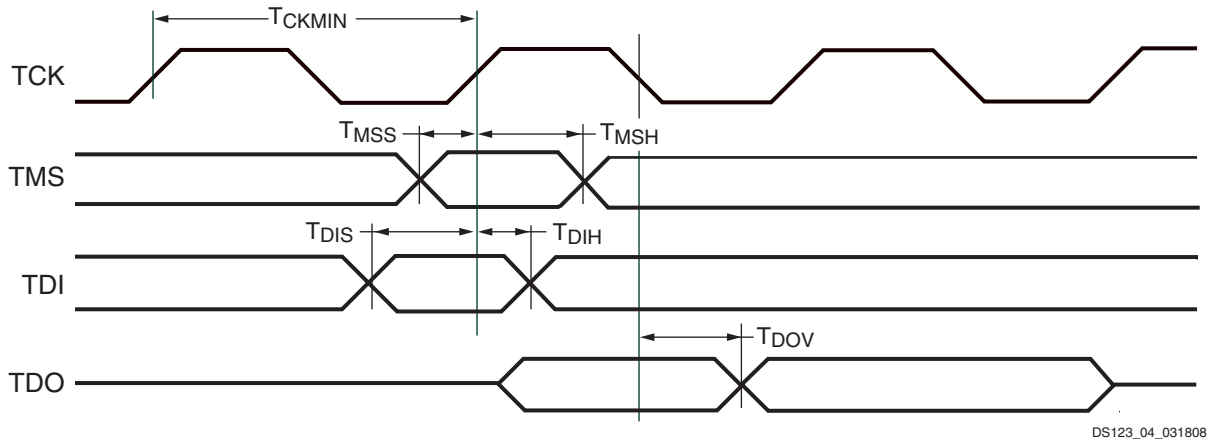 TCKMIN
TCK
TMSS TMSH
TMS
TDIS TDIH
TDI
TDOV
TDO
DS123_04_031808